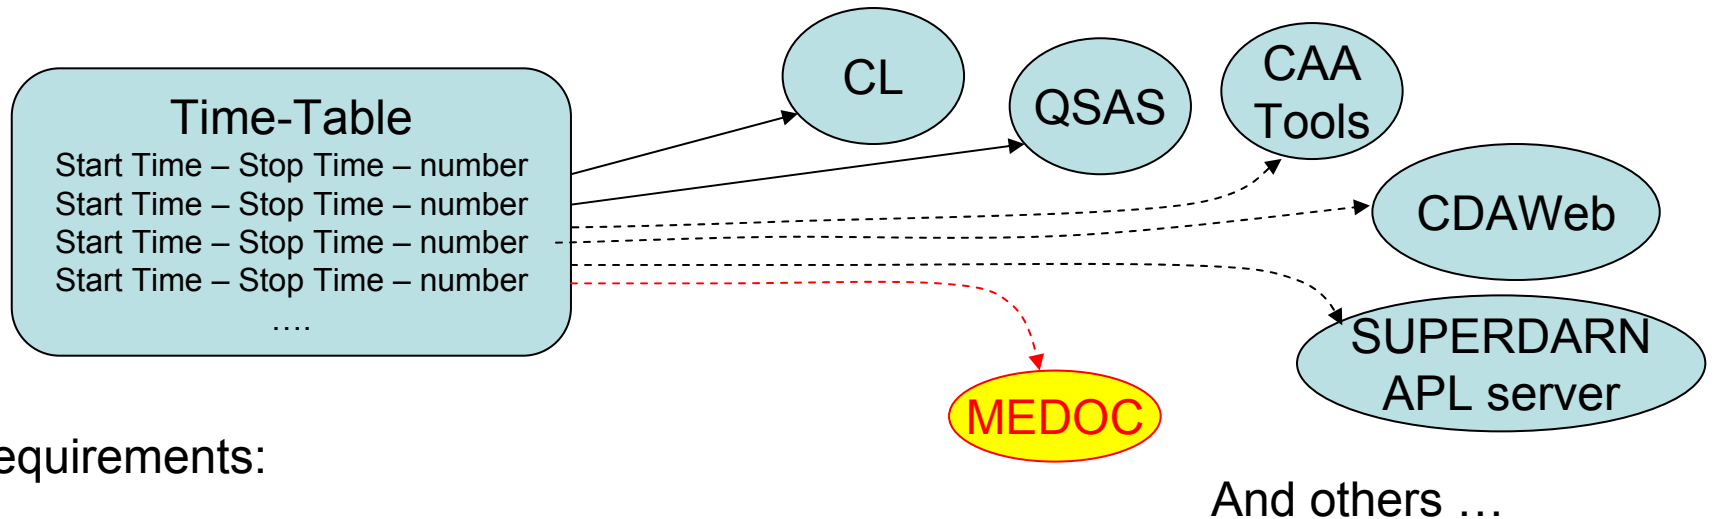 Time-Table
Start Time – Stop Time – number
Start Time – Stop Time – number
Start Time – Stop Time – number
Start Time – Stop Time – number
….
CL
QSAS
CAA
Tools
CDAWeb
SUPERDARN
APL server
MEDOC
equirements:
And others …